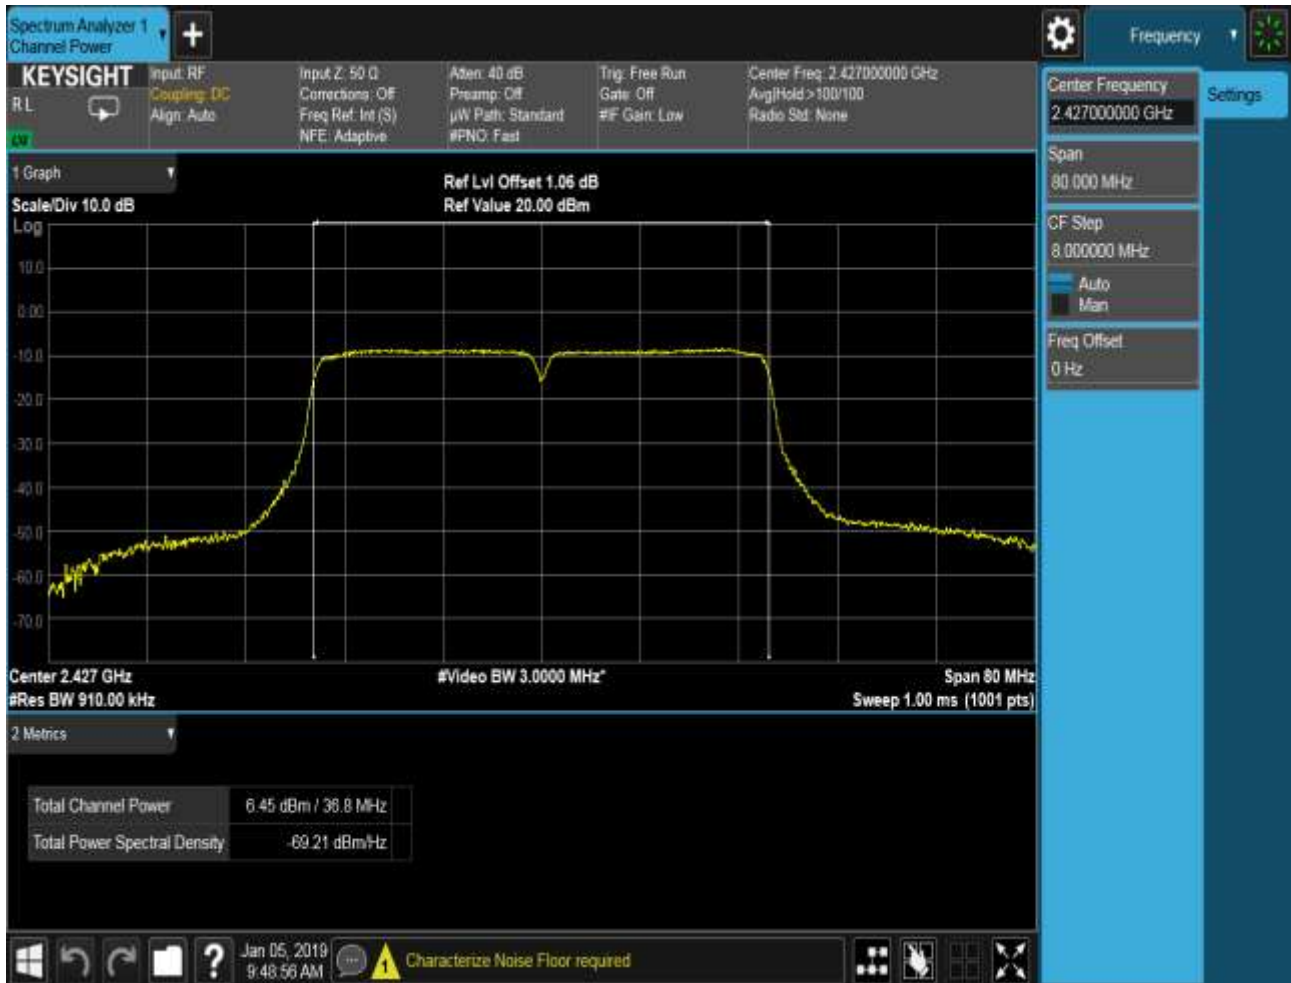 Spectrum Analyzer 1
Channel Power
Frequency
KEYSIGHT
R L
Input: RF
Coupling: DC
Align: Auto
Input Z: 50 Ω
Corrections: Off
Freq Ref: Int (S)
NFE: Adaptive
Atten: 40 dB
Preamp: Off
µW Path: Standard
#PNO: Fast
Trig: Free Run
Gate: Off
#IF Gain: Low
Center Freq: 2.427000000 GHz
Avg|Hold:>100/100
Radio Std: None
Center Frequency
2.427000000 GHz
Settings
Span
80.000 MHz
CF Step
8.000000 MHz
Auto
Man
Freq Offset
0 Hz
1 Graph
Scale/Div 10.0 dB
Ref Lvl Offset 1.06 dB
Ref Value 20.00 dBm
Log
10.0
0.00
-10.0
-20.0
-30.0
-40.0
-50.0
-60.0
-70.0
Center 2.427 GHz
#Video BW 3.0000 MHz*
Span 80 MHz
#Res BW 910.00 kHz
Sweep 1.00 ms (1001 pts)
2 Metrics
Total Channel Power
6.45 dBm / 36.8 MHz
Total Power Spectral Density
-69.21 dBm/Hz
?
Jan 05, 2019
9:48:56 AM
1
Characterize Noise Floor required